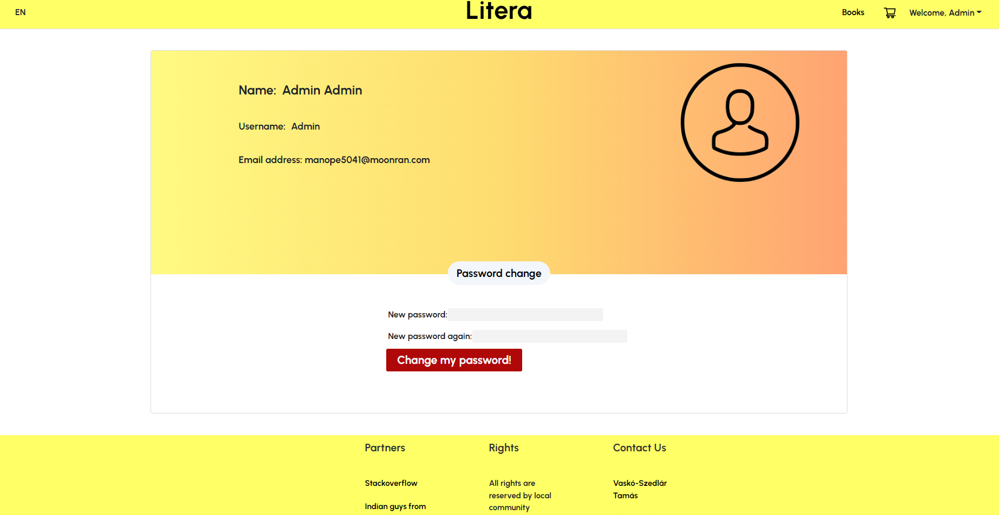 EN
Litera
Books
Welcome, Admin
Name: Admin Admin
Username: Admin
Email address: manope5041@moonran.com
Password change
New password:
New password again:
Change my password!
Partners
Stackoverflow
Indian guys from
Rights
All rights are
reserved by local
community
Contact Us
Vaskó-Szedlár
Tamás